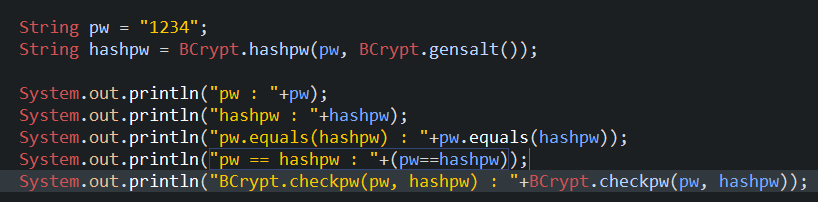 String pw = "1234";
String hashpw = BCrypt.hashpw(pw, BCrypt.gensalt());
System.out.println("pw : "+pw);
System.out.println("hashpw : "+hashpw);
System.out.println("pw.equals(hashpw) : "+pw.equals(hashpw));
System.out.println("pw == hashpw : "+(pw==hashpw));
System.out.println("BCrypt.checkpw(pw, hashpw) : "+BCrypt.checkpw(pw, hashpw));